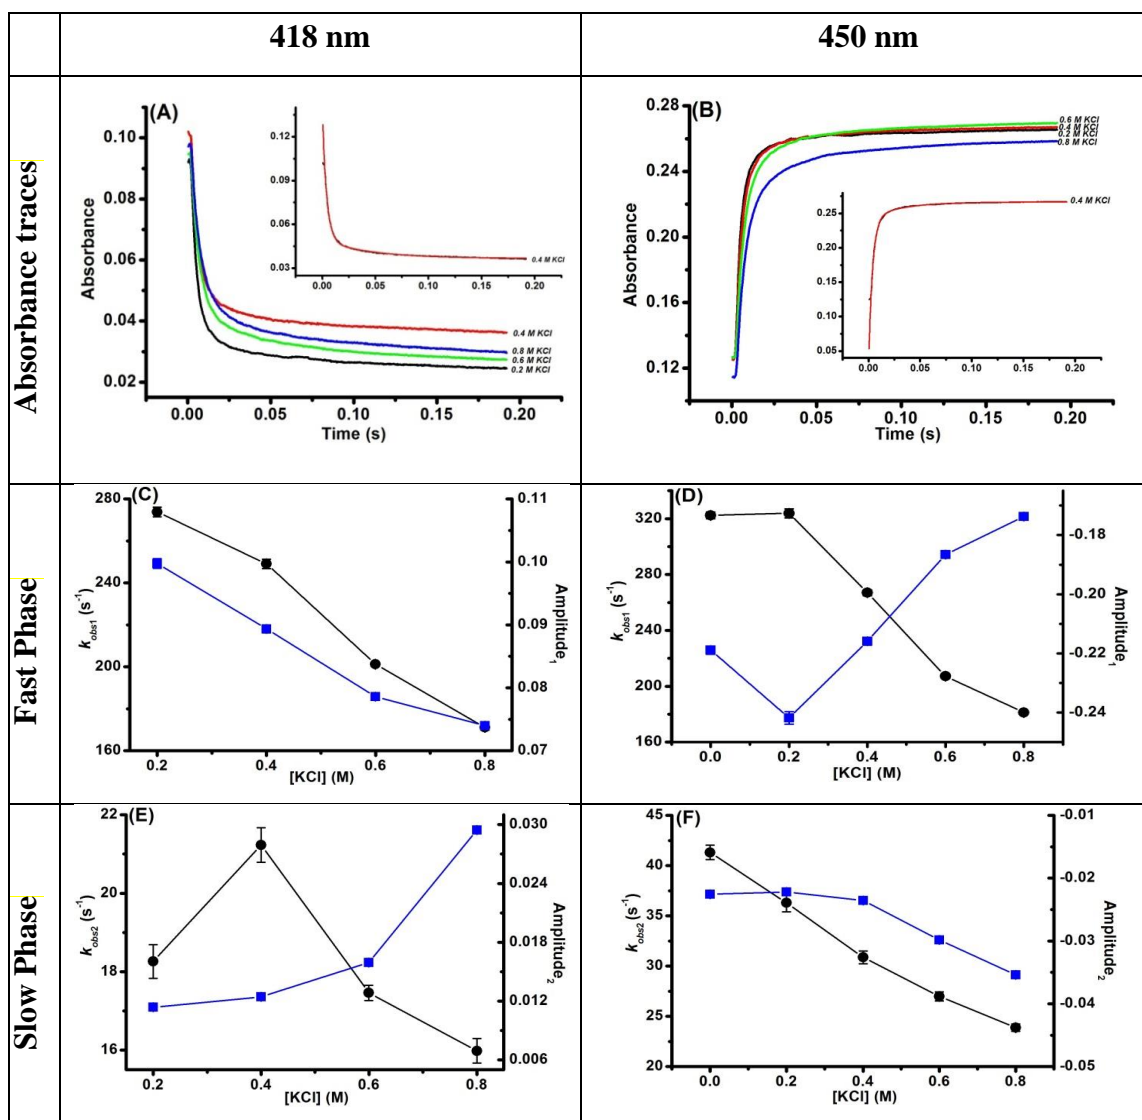 418 nm
450 nm
Absorbance traces
(A)
Absorbance
0.10
0.08
0.06
0.04
0.02
0.00
0.05
0.10
0.15
0.20
Time (s)
0.4 M KCl
0.8 M KCl
0.6 M KCl
0.2 M KCl
0.12
0.09
0.06
0.03
0.00
0.05
0.10
0.15
0.20
0.4 M KCl
(B)
Absorbance
0.28
0.24
0.20
0.16
0.12
0.00
0.05
0.10
0.15
0.20
Time (s)
0.6 M KCl
0.4 M KCl
0.2 M KCl
0.8 M KCl
0.25
0.20
0.15
0.10
0.05
0.00
0.05
0.10
0.15
0.20
0.4 M KCl
Fast Phase
(C)
kobs1 (s-1)
280
240
200
160
0.2
0.4
0.6
0.8
[KCl] (M)
0.11
0.10
0.09
0.08
0.07
Amplitude1
(D)
kobs1 (s-1)
320
280
240
200
160
0.0
0.2
0.4
0.6
0.8
[KCl] (M)
-0.18
-0.20
-0.22
-0.24
Amplitude1
Slow Phase
(E)
kobs2 (s-1)
22
20
18
16
0.2
0.4
0.6
0.8
[KCl] (M)
0.030
0.024
0.018
0.012
0.006
Amplitude2
(F)
kobs2 (s-1)
45
40
35
30
25
20
0.0
0.2
0.4
0.6
0.8
[KCl] (M)
-0.01
-0.02
-0.03
-0.04
-0.05
Amplitude2